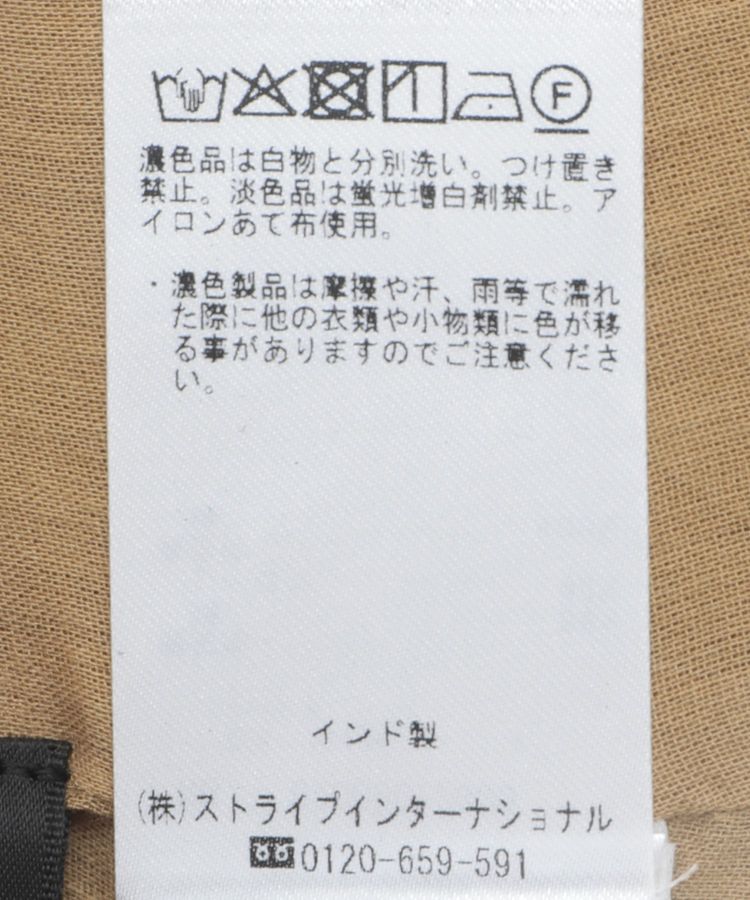 F
濃色品は白物と分別洗い。つけ置き
禁止。淡色品は蛍光増白剤禁止。ア
イロンあて布使用。
・濃色製品は摩擦や汗、雨等で濡れ
た際に他の衣類や小物類に色が移
る事がありますのでご注意くださ
い。
インド製
(株)ストライプインターナショナル
0120-659-591